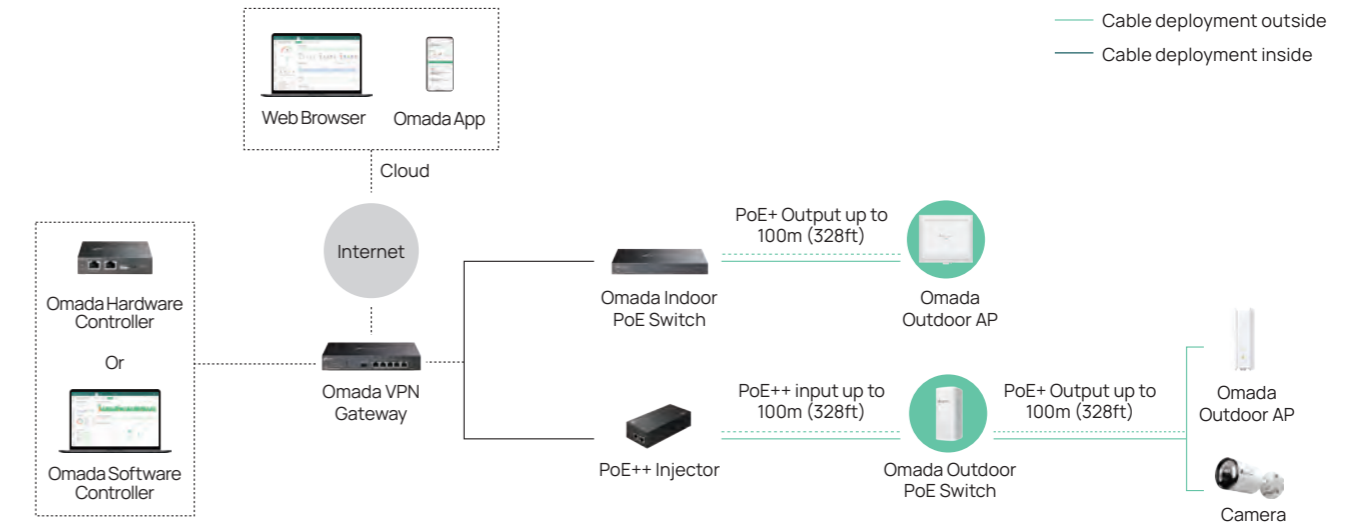 Cable deployment outside
Cable deployment inside
Web Browser
Omada App
Cloud
Internet
Omada Hardware
Controller
Or
Omada Software
Controller
Omada VPN
Gateway
Omada Indoor
PoE Switch
PoE+ Output up to
100m (328ft)
Omada
Outdoor AP
PoE++ Injector
PoE++ input up to
100m (328ft)
Omada Outdoor
PoE Switch
PoE+ Output up to
100m (328ft)
Omada
Outdoor AP
Camera